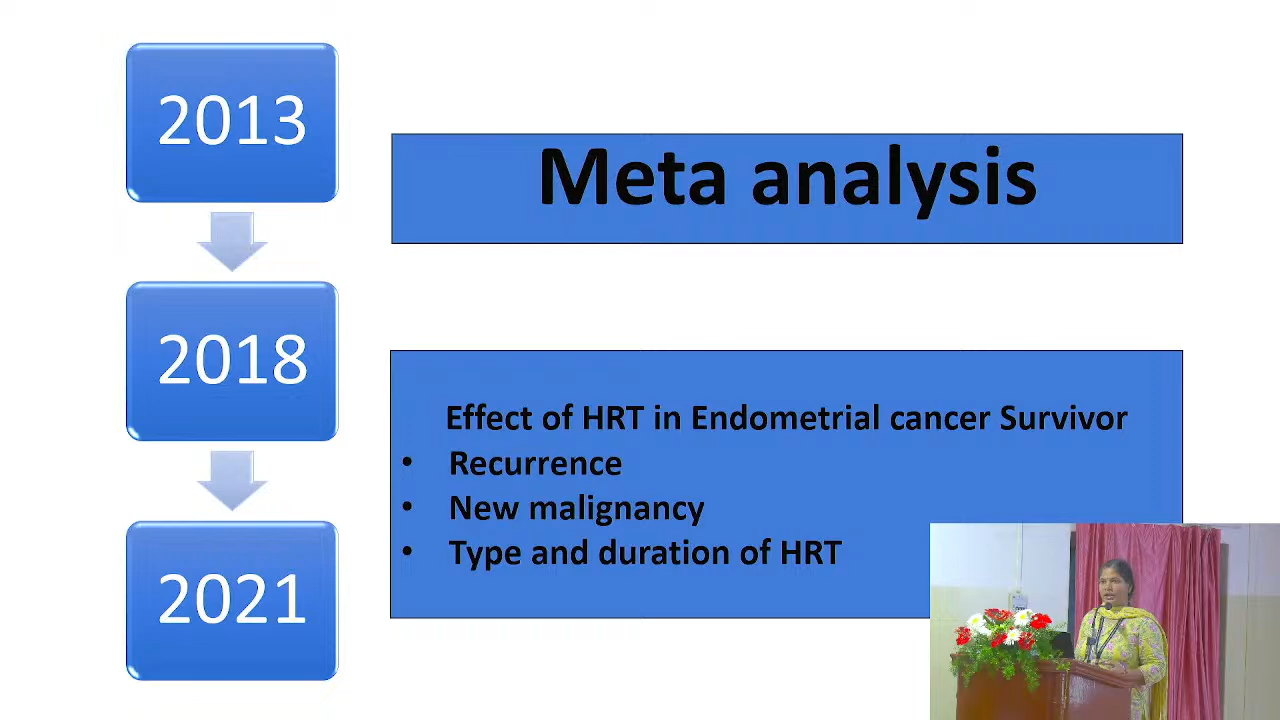 2013
Meta analysis
2018
Effect of HRT in Endometrial cancer Survivor
• Recurrence
• New malignancy
• Type and duration of HRT
2021